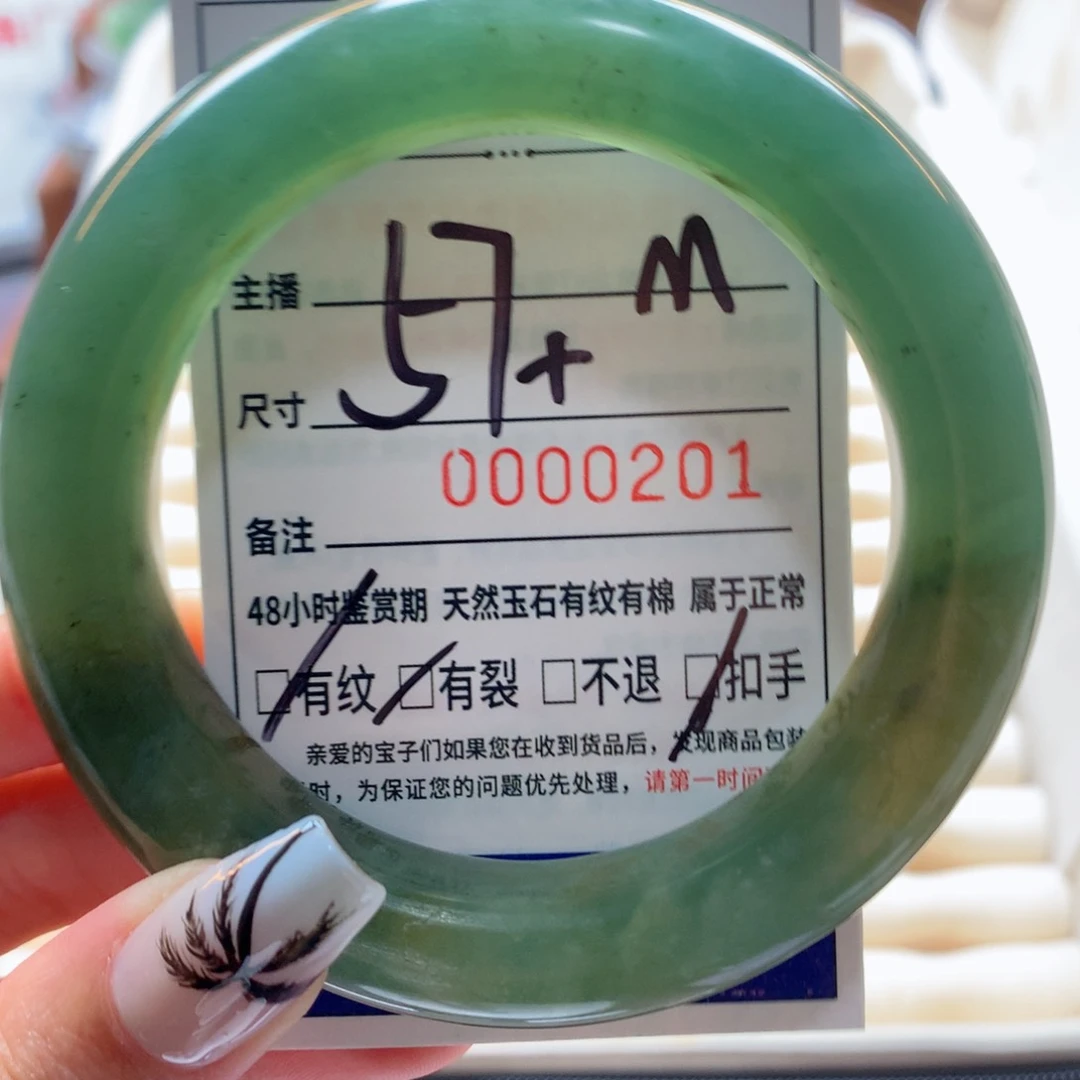 主播 M
尺寸 57+
0000201
备注
48小时鉴赏期 天然玉石有纹有棉 属于正常
□有纹 □有裂 □不退 □扣手
亲爱的宝子们如果您在收到货品后，发现商品包装
时，为保证您的问题优先处理，请第一时间